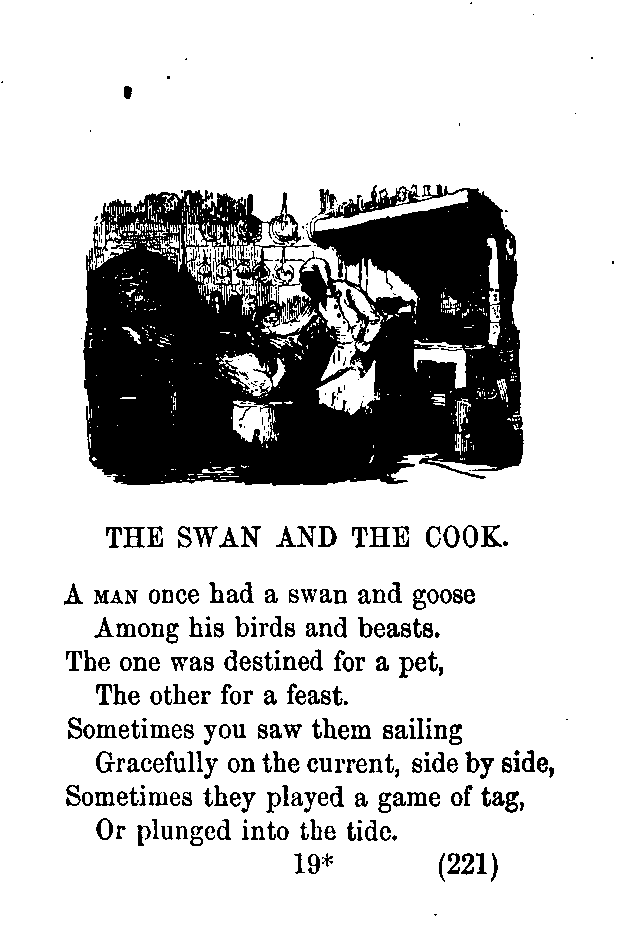 THE SWAN AND THE COOK.
A MAN once had a swan and goose
Among his birds and beasts.
The one was destined for a pet,
The other for a feast.
Sometimes you saw them sailing
Gracefully on the current, side by side,
Sometimes they played a game of tag,
Or plunged into the tide.
19* (221)